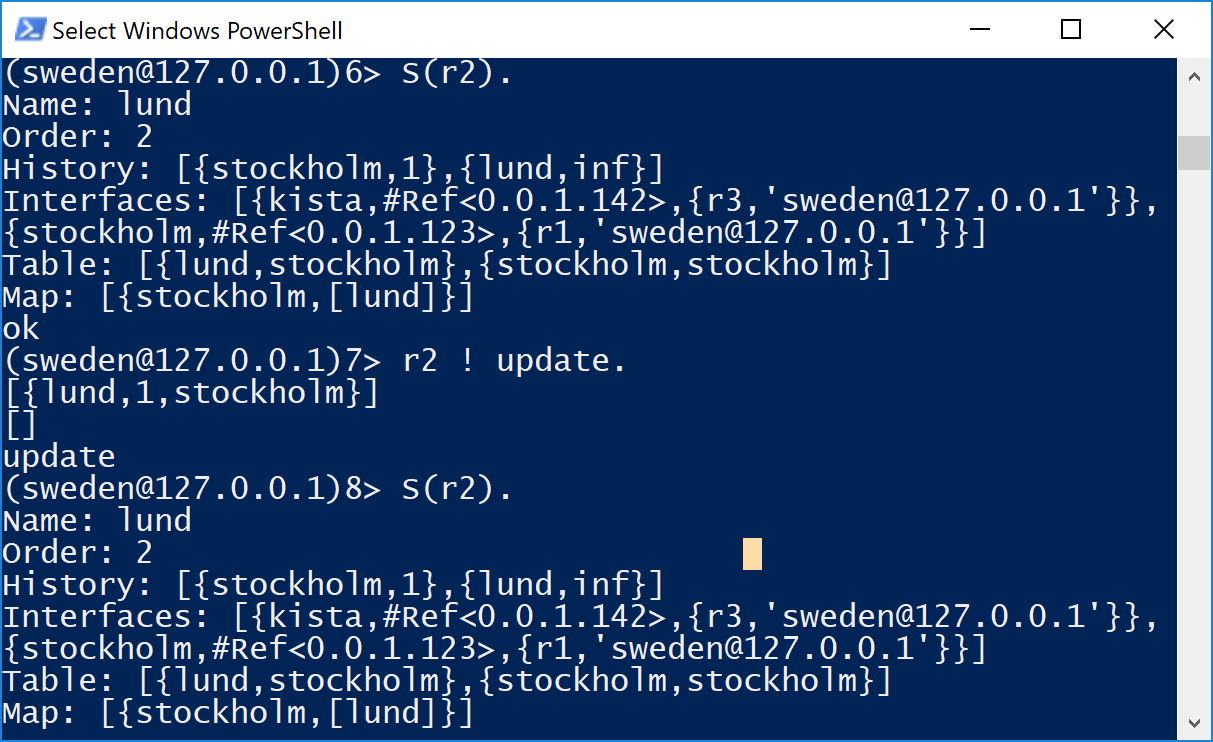 Select Windows PowerShell
(sweden@127.0.0.1)6> S(r2).
Name: lund
Order: 2
History: [{stockholm,1},{lund,inf}]
Interfaces: [{kista,#Ref<0.0.1.142>,{r3,'sweden@127.0.0.1'}},
{stockholm,#Ref<0.0.1.123>,{r1,'sweden@127.0.0.1'}}]
Table: [{lund,stockholm},{stockholm,stockholm}]
Map: [{stockholm,[lund]}]
ok
(sweden@127.0.0.1)7> r2 ! update.
[{lund,1,stockholm}]
[]
update
(sweden@127.0.0.1)8> S(r2).
Name: lund
Order: 2
History: [{stockholm,1},{lund,inf}]
Interfaces: [{kista,#Ref<0.0.1.142>,{r3,'sweden@127.0.0.1'}},
{stockholm,#Ref<0.0.1.123>,{r1,'sweden@127.0.0.1'}}]
Table: [{lund,stockholm},{stockholm,stockholm}]
Map: [{stockholm,[lund]}]